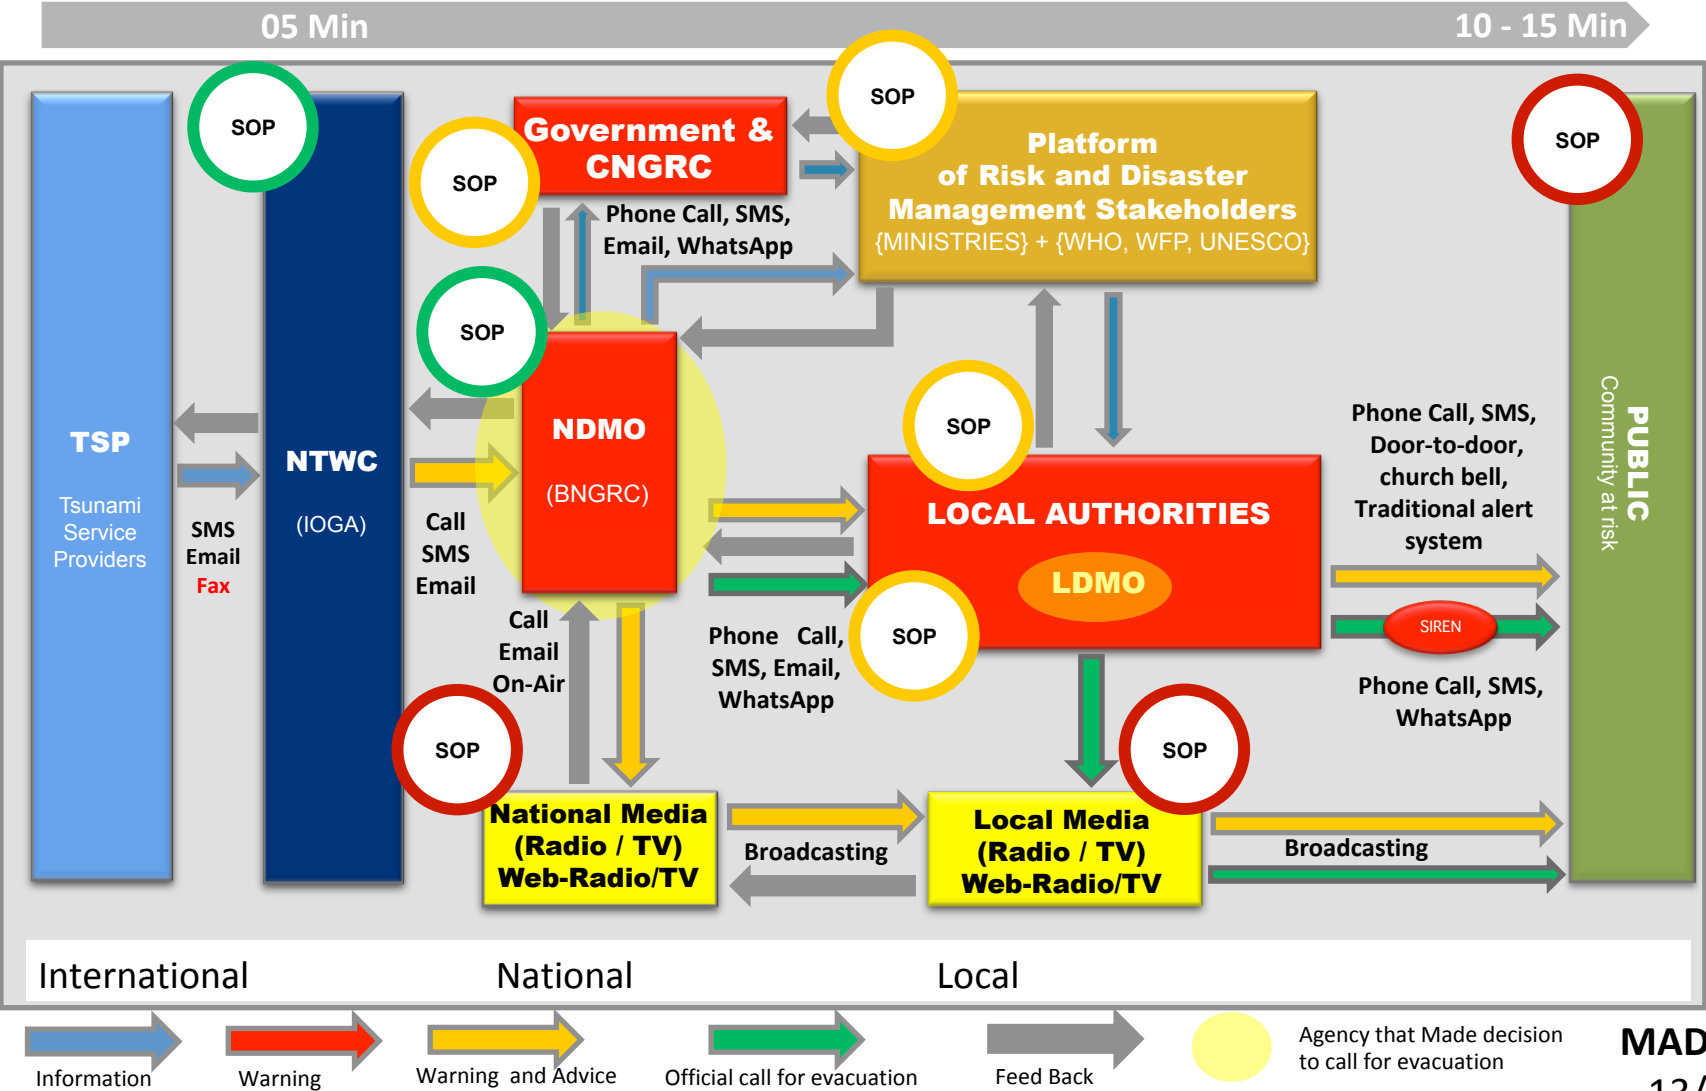 05 Min
10 - 15 Min
SOP
SOP
SOP
SOP
Government &
CNGRC
Platform
of Risk and Disaster
Management Stakeholders
{MINISTRIES} + {WHO, WFP, UNESCO}
Phone Call, SMS,
Email, WhatsApp
SOP
SOP
TSP
Tsunami
Service
Providers
SMS
Email
Fax
NTWC
(IOGA)
Call
SMS
Email
NDMO
(BNGRC)
LOCAL AUTHORITIES
LDMO
Phone Call, SMS,
Door-to-door,
church bell,
Traditional alert
system
PUBLIC
Community at risk
SIREN
Phone Call, SMS,
WhatsApp
Call
Email
On-Air
Phone Call,
SMS, Email,
WhatsApp
SOP
SOP
SOP
National Media
(Radio / TV)
Web-Radio/TV
Broadcasting
Local Media
(Radio / TV)
Web-Radio/TV
Broadcasting
International
National
Local
Information
Warning
Warning and Advice
Official call for evacuation
Feed Back
Agency that Made decision
to call for evacuation
MAD